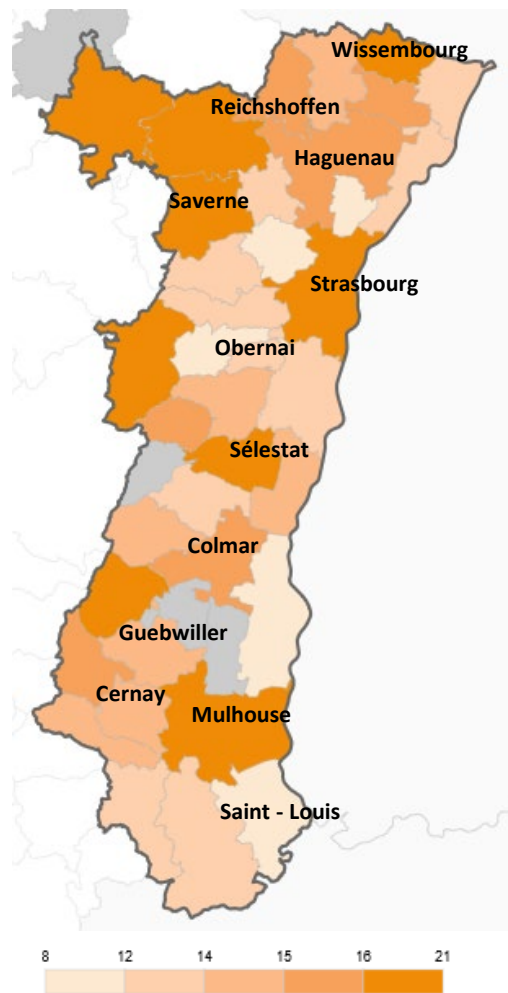 Wissembourg
Reichshoffen
Haguenau
Saverne
Strasbourg
Obernai
Sélestat
Colmar
Guebwiller
Cernay
Mulhouse
Saint - Louis
8 12 14 15 16 21